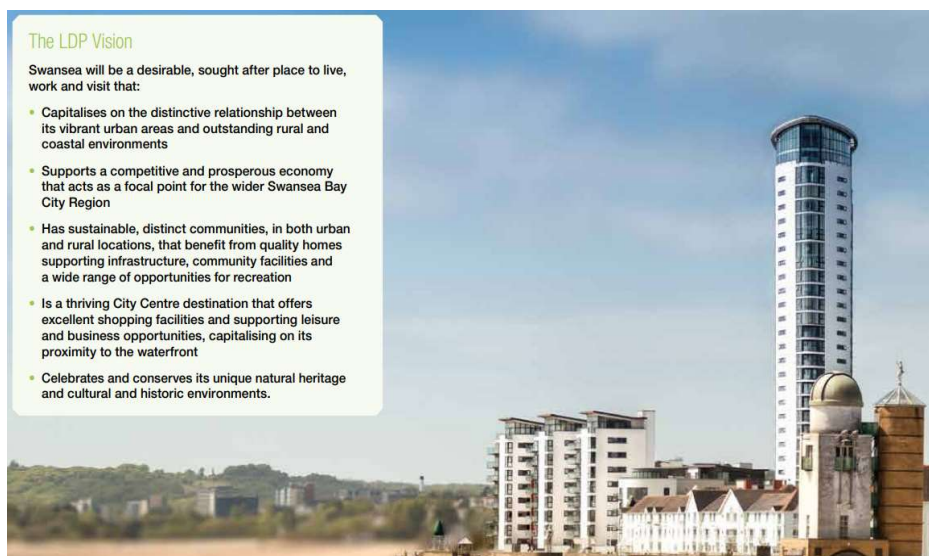 The LDP Vision
Swansea will be a desirable, sought after place to live,
work and visit that:
• Capitalises on the distinctive relationship between
its vibrant urban areas and outstanding rural and
coastal environments
• Supports a competitive and prosperous economy
that acts as a focal point for the wider Swansea Bay
City Region
• Has sustainable, distinct communities, in both urban
and rural locations, that benefit from quality homes
supporting infrastructure, community facilities and
a wide range of opportunities for recreation
• Is a thriving City Centre destination that offers
excellent shopping facilities and supporting leisure
and business opportunities, capitalising on its
proximity to the waterfront
• Celebrates and conserves its unique natural heritage
and cultural and historic environments.